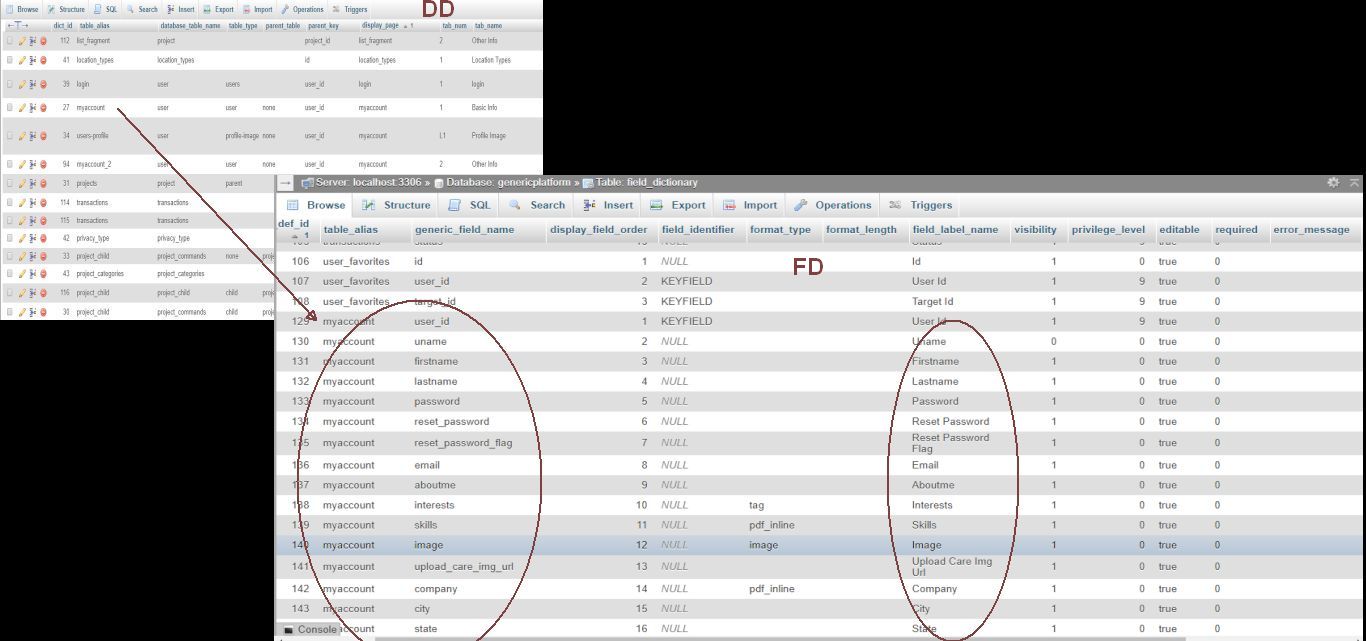 DD
Browse Structure SQL Search Insert Export Import Operations Triggers
←T→ dict_id table_alias database_table_name table_type parent_table parent_key display_page 1 tab_num tab_name
112 list_fragment project project_id list_fragment 2 Other Info
41 location_types location_types id location_types 1 Location Types
39 login user users user_id login 1 login
27 myaccount user user none user_id myaccount 1 Basic Info
34 users-profile user profile-image none user_id myaccount L1 Profile Image
94 myaccount_2 user user none user_id myaccount 2 Other Info
31 projects project parent
114 transactions transactions
115 transactions transactions
42 privacy_type privacy_type
33 project_child project_commands none proj
43 project_categories project_categories
116 project_child project_child child proj
30 project_child project_commands child proj
Server: localhost:3306 » Database: genericplatform » Table: field_dictionary
Browse Structure SQL Search Insert Export Import Operations Triggers
def_id 1 table_alias generic_field_name display_field_order field_identifier format_type format_length field_label_name visibility privilege_level editable required error_message
FD
106 user_favorites id 1 NULL Id 1 0 true 0
107 user_favorites user_id 2 KEYFIELD User Id 1 9 true 0
108 user_favorites target_id 3 KEYFIELD Target Id 1 9 true 0
129 myaccount user_id 1 KEYFIELD User Id 1 9 true 0
130 myaccount uname 2 NULL Uname 0 0 true 0
131 myaccount firstname 3 NULL Firstname 1 0 true 0
132 myaccount lastname 4 NULL Lastname 1 0 true 0
133 myaccount password 5 NULL Password 1 0 true 0
134 myaccount reset_password 6 NULL Reset Password 1 0 true 0
135 myaccount reset_password_flag 7 NULL Reset Password Flag 1 0 true 0
136 myaccount email 8 NULL Email 1 0 true 0
137 myaccount aboutme 9 NULL Aboutme 1 0 true 0
138 myaccount interests 10 NULL tag Interests 1 0 true 0
139 myaccount skills 11 NULL pdf_inline Skills 1 0 true 0
140 myaccount image 12 NULL image Image 1 0 true 0
141 myaccount upload_care_img_url 13 NULL Upload Care Img Url 1 0 true 0
142 myaccount company 14 NULL pdf_inline Company 1 0 true 0
143 myaccount city 15 NULL City 1 0 true 0
Console state 16 NULL State 1 0 true 0